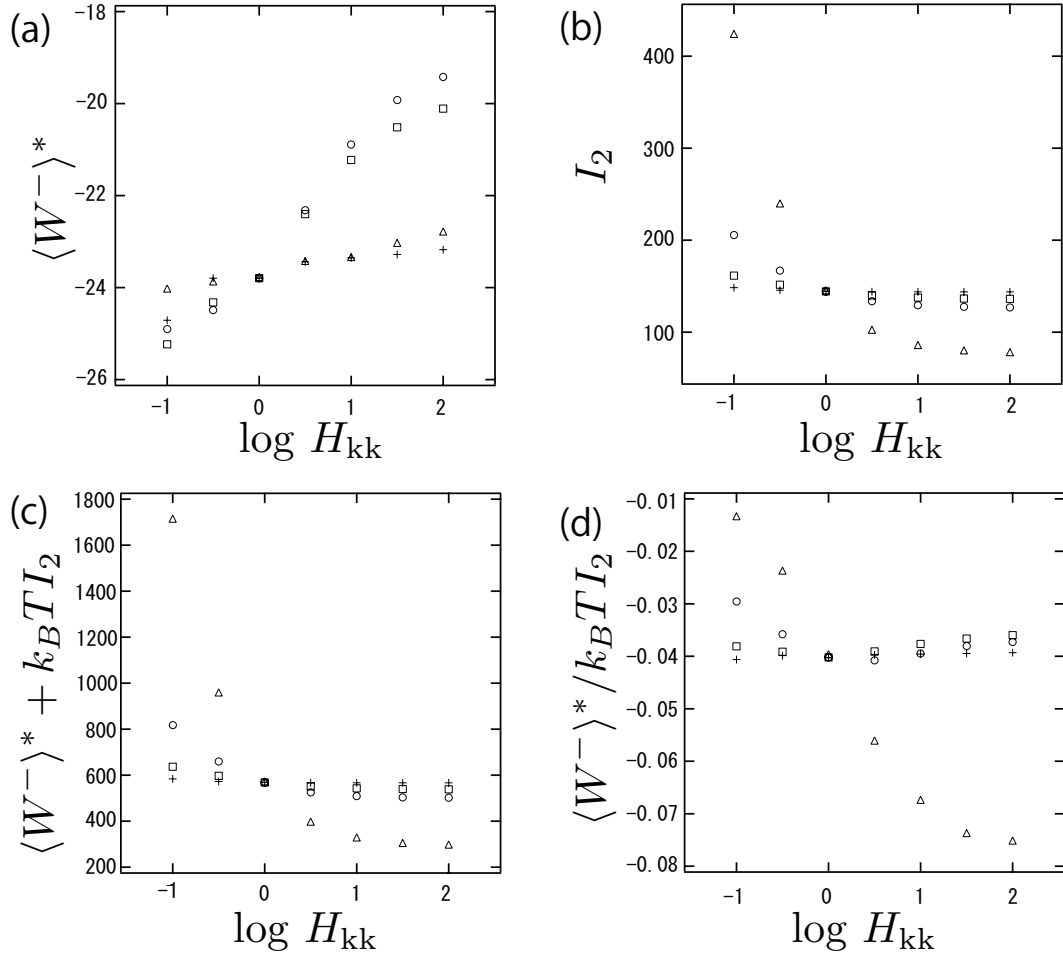 (a)
-18
-20
-22
-24
-26
⟨W⁻⟩*
-1 0 1 2
log H_kk
(b)
400
300
200
100
I₂
-1 0 1 2
log H_kk
(c)
1800
1600
1400
1200
1000
800
600
400
200
⟨W⁻⟩* + k_B T I₂
-1 0 1 2
log H_kk
(d)
-0.01
-0.02
-0.03
-0.04
-0.05
-0.06
-0.07
-0.08
⟨W⁻⟩*/k_B T I₂
-1 0 1 2
log H_kk